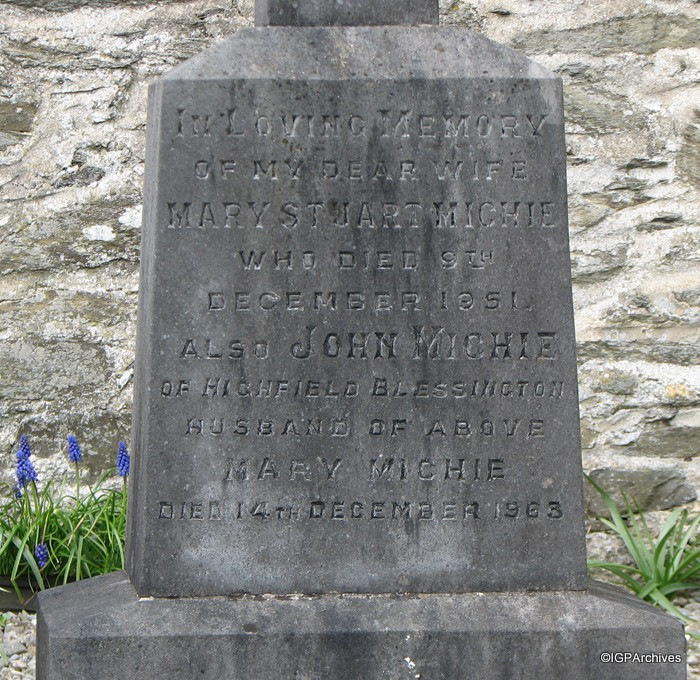 IN LOVING MEMORY
OF MY DEAR WIFE
MARY STUART MICHIE
WHO DIED 9TH
DECEMBER 1951.
ALSO JOHN MICHIE
OF HIGHFIELD BLESSINGTON
HUSBAND OF ABOVE
MARY MICHIE
DIED 14TH DECEMBER 1963
©IGPArchives